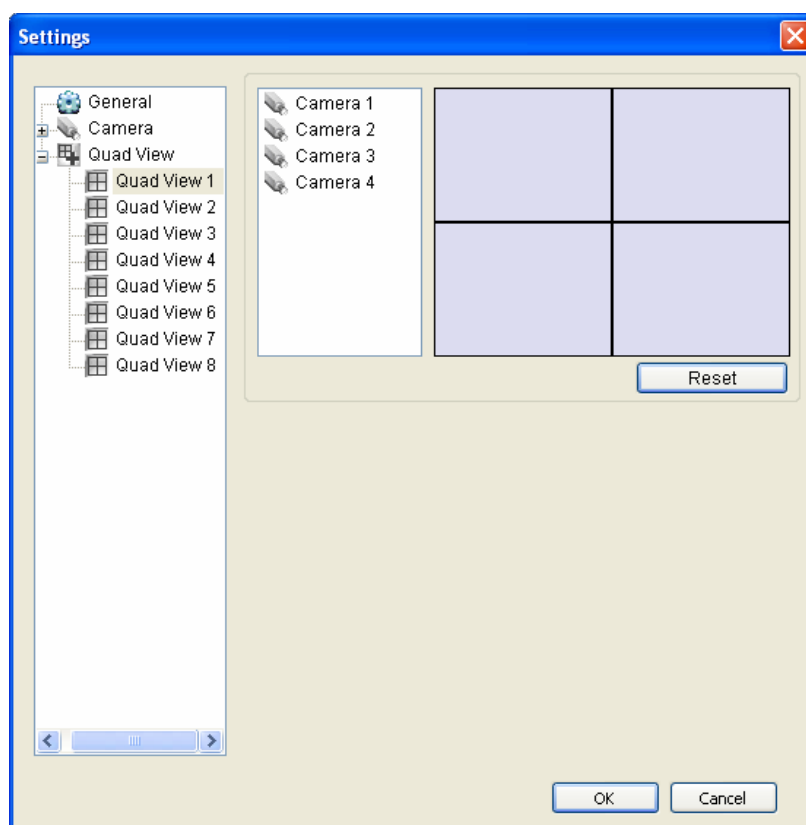 Settings
General
Camera
Quad View
Quad View 1
Quad View 2
Quad View 3
Quad View 4
Quad View 5
Quad View 6
Quad View 7
Quad View 8
Camera 1
Camera 2
Camera 3
Camera 4
Reset
OK
Cancel